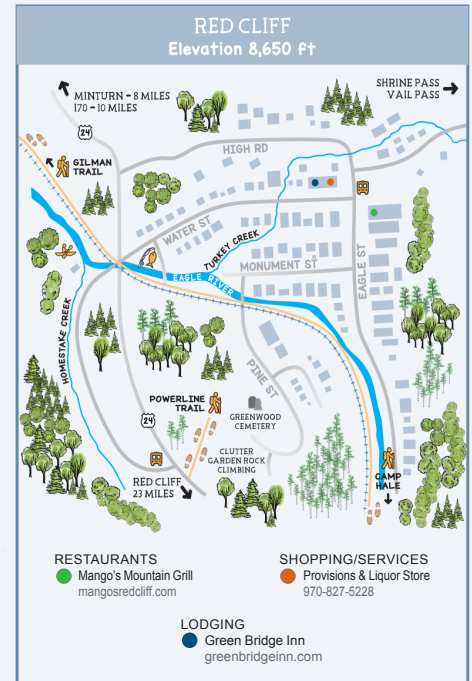 RED CLIFF
Elevation 8,650 ft
MINTURN – 8 MILES
I70 – 10 MILES
SHRINE PASS
VAIL PASS
24
HIGH RD
GILMAN
TRAIL
WATER ST
TURKEY CREEK
EAGLE RIVER
MONUMENT ST
EAGLE ST
HOMESTAKE CREEK
PINE ST
POWERLINE
TRAIL
24
GREENWOOD
CEMETERY
CLUTTER
GARDEN ROCK
CLIMBING
RED CLIFF
23 MILES
CAMP
HALE
RESTAURANTS
Mango's Mountain Grill
mangosredcliff.com
SHOPPING/SERVICES
Provisions & Liquor Store
970-827-5228
LODGING
Green Bridge Inn
greenbridgeinn.com